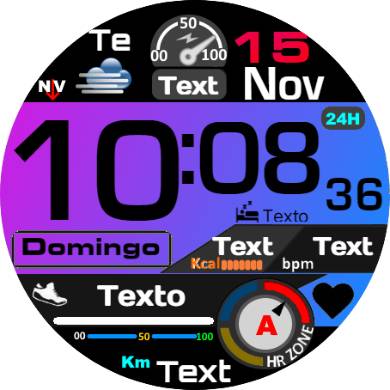 Te
50
00 100
15
NV
Text
Nov
24H
10:08
36
Texto
Domingo
Text
Text
Kcal
bpm
Texto
00 50 100
A
HR ZONE
Km
Text